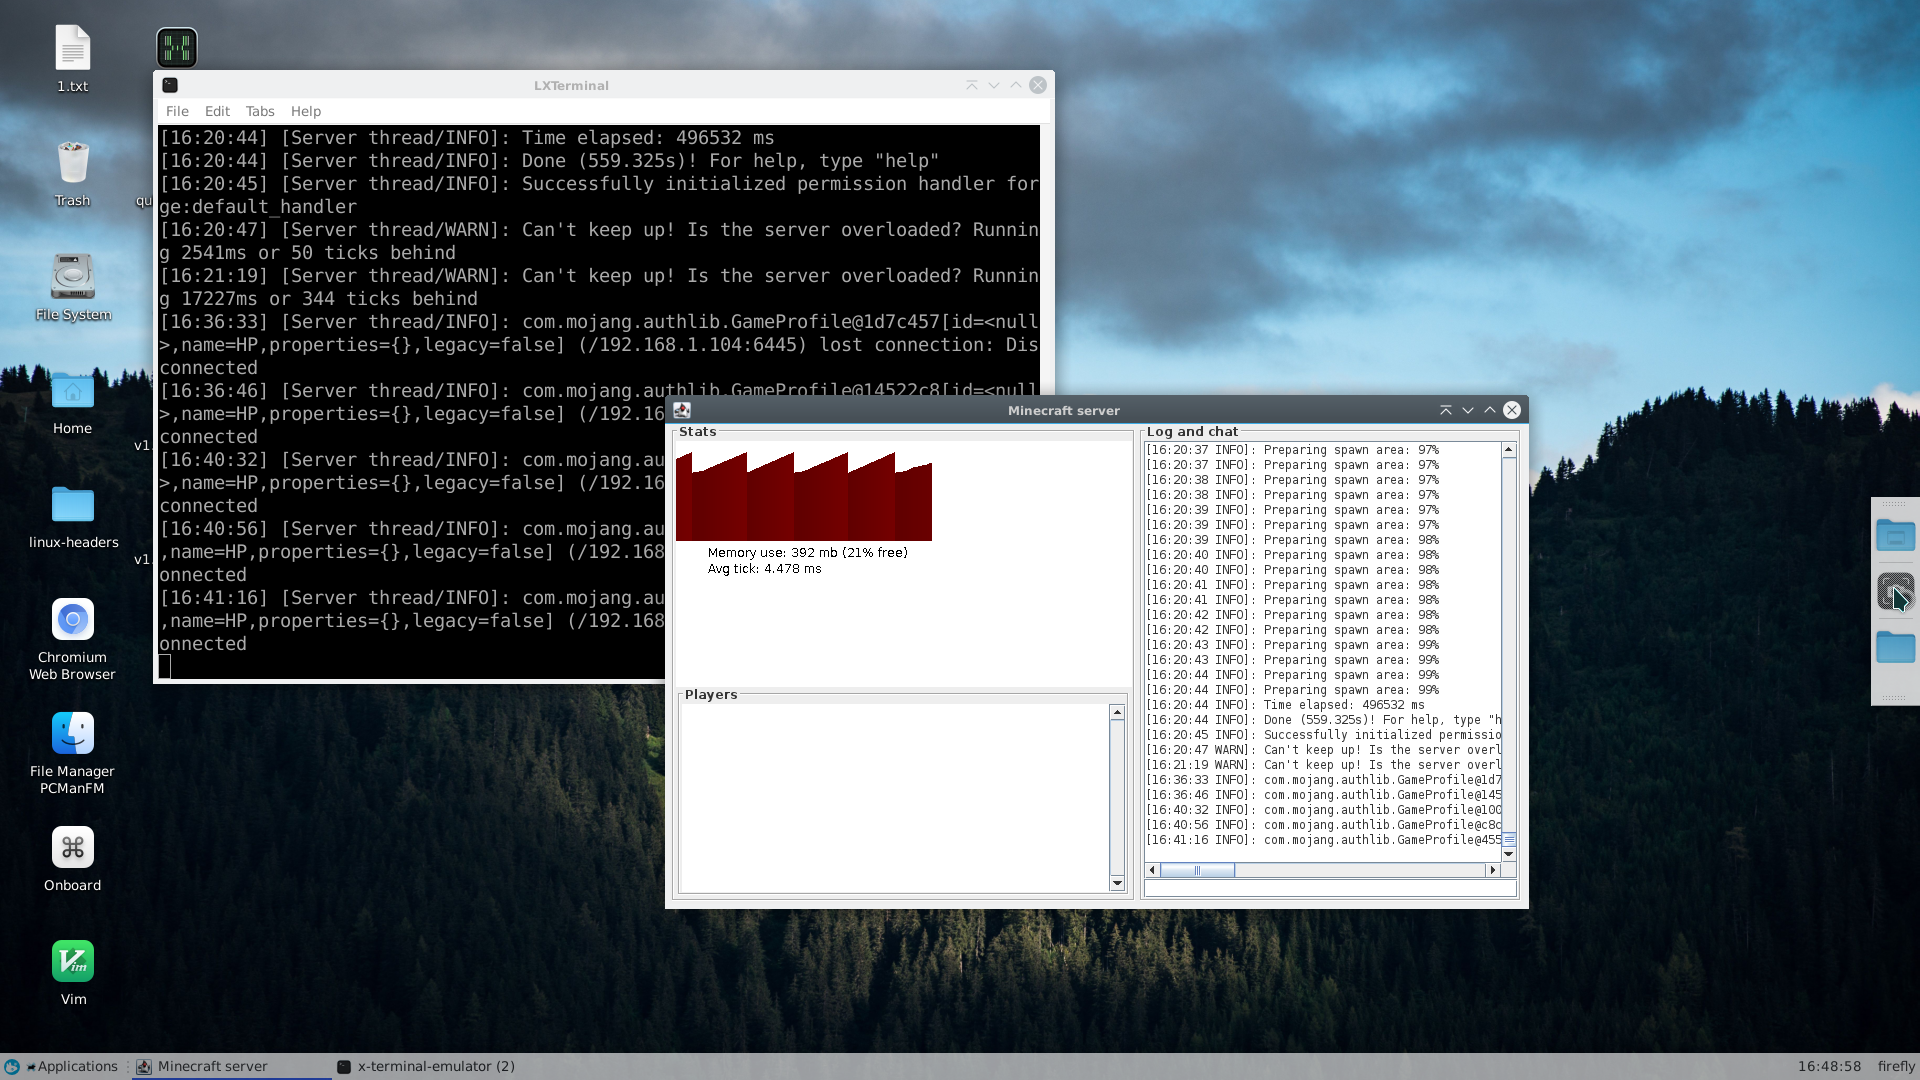 1.txt
Trash
qu
File System
Home
v1.
linux-headers
v1.
Chromium
Web Browser
File Manager
PCManFM
Onboard
Vim
LXTerminal
File Edit Tabs Help
[16:20:44] [Server thread/INFO]: Time elapsed: 496532 ms
[16:20:44] [Server thread/INFO]: Done (559.325s)! For help, type "help"
[16:20:45] [Server thread/INFO]: Successfully initialized permission handler for
ge:default_handler
[16:20:47] [Server thread/WARN]: Can't keep up! Is the server overloaded? Runnin
g 2541ms or 50 ticks behind
[16:21:19] [Server thread/WARN]: Can't keep up! Is the server overloaded? Runnin
g 17227ms or 344 ticks behind
[16:36:33] [Server thread/INFO]: com.mojang.authlib.GameProfile@1d7c457[id=<null
>,name=HP,properties={},legacy=false] (/192.168.1.104:6445) lost connection: Dis
connected
[16:36:46] [Server thread/INFO]: com.mojang.authlib.GameProfile@14522c8[id=<null
>,name=HP,properties={},legacy=false] (/192.16
connected
[16:40:32] [Server thread/INFO]: com.mojang.au
>,name=HP,properties={},legacy=false] (/192.16
connected
[16:40:56] [Server thread/INFO]: com.mojang.au
,name=HP,properties={},legacy=false] (/192.168
onnected
[16:41:16] [Server thread/INFO]: com.mojang.au
,name=HP,properties={},legacy=false] (/192.168
onnected
Minecraft server
Stats
Memory use: 392 mb (21% free)
Avg tick: 4.478 ms
Players
Log and chat
[16:20:37 INFO]: Preparing spawn area: 97%
[16:20:37 INFO]: Preparing spawn area: 97%
[16:20:38 INFO]: Preparing spawn area: 97%
[16:20:38 INFO]: Preparing spawn area: 97%
[16:20:39 INFO]: Preparing spawn area: 97%
[16:20:39 INFO]: Preparing spawn area: 97%
[16:20:39 INFO]: Preparing spawn area: 98%
[16:20:40 INFO]: Preparing spawn area: 98%
[16:20:40 INFO]: Preparing spawn area: 98%
[16:20:41 INFO]: Preparing spawn area: 98%
[16:20:41 INFO]: Preparing spawn area: 98%
[16:20:42 INFO]: Preparing spawn area: 98%
[16:20:42 INFO]: Preparing spawn area: 98%
[16:20:43 INFO]: Preparing spawn area: 99%
[16:20:43 INFO]: Preparing spawn area: 99%
[16:20:44 INFO]: Preparing spawn area: 99%
[16:20:44 INFO]: Preparing spawn area: 99%
[16:20:44 INFO]: Time elapsed: 496532 ms
[16:20:44 INFO]: Done (559.325s)! For help, type "h
[16:20:45 INFO]: Successfully initialized permissio
[16:20:47 WARN]: Can't keep up! Is the server overl
[16:21:19 WARN]: Can't keep up! Is the server overl
[16:36:33 INFO]: com.mojang.authlib.GameProfile@1d7
[16:36:46 INFO]: com.mojang.authlib.GameProfile@145
[16:40:32 INFO]: com.mojang.authlib.GameProfile@100
[16:40:56 INFO]: com.mojang.authlib.GameProfile@c8c
[16:41:16 INFO]: com.mojang.authlib.GameProfile@455
Applications
Minecraft server
x-terminal-emulator (2)
16:48:58
firefly